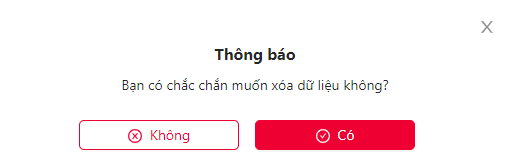 Thông báo
Bạn có chắc chắn muốn xóa dữ liệu không?
Không
Có